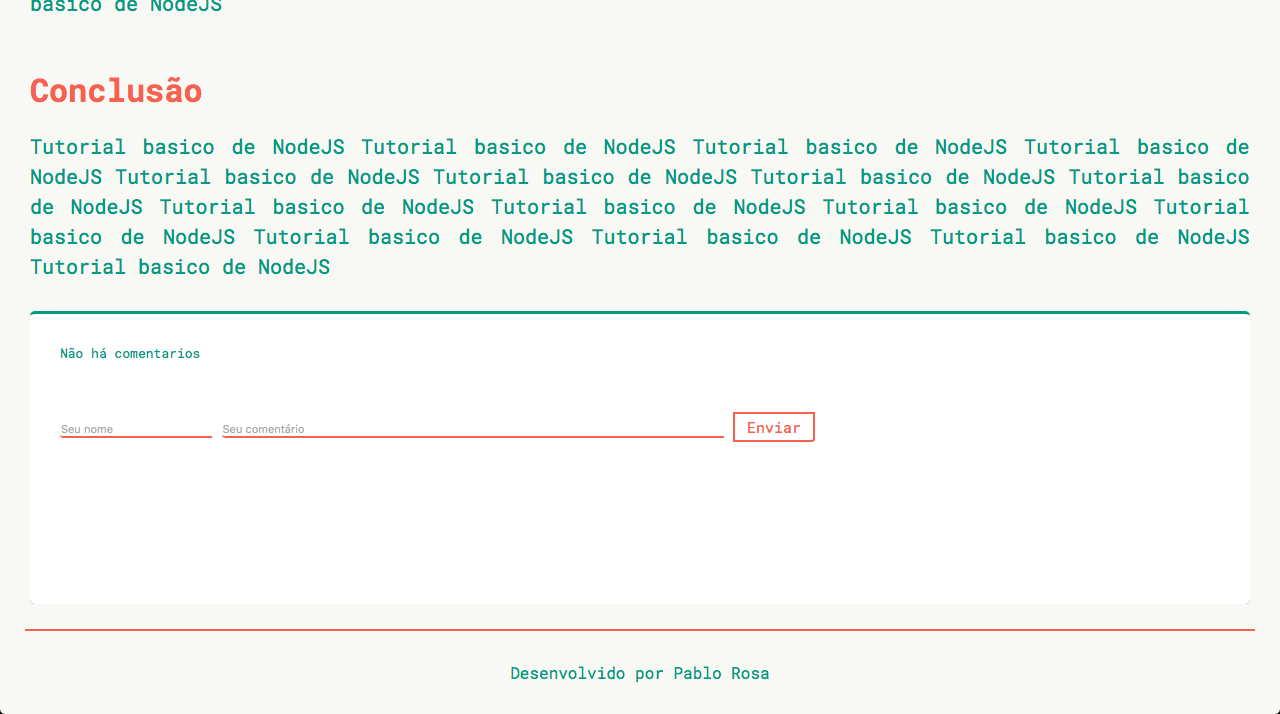 basico de NodeJS
Conclusão
Tutorial basico de NodeJS Tutorial basico de NodeJS Tutorial basico de NodeJS Tutorial basico de
NodeJS Tutorial basico de NodeJS Tutorial basico de NodeJS Tutorial basico de NodeJS Tutorial basico
de NodeJS Tutorial basico de NodeJS Tutorial basico de NodeJS Tutorial basico de NodeJS Tutorial
basico de NodeJS Tutorial basico de NodeJS Tutorial basico de NodeJS Tutorial basico de NodeJS
Tutorial basico de NodeJS
Não há comentarios
Seu nome Seu comentário Enviar
Desenvolvido por Pablo Rosa